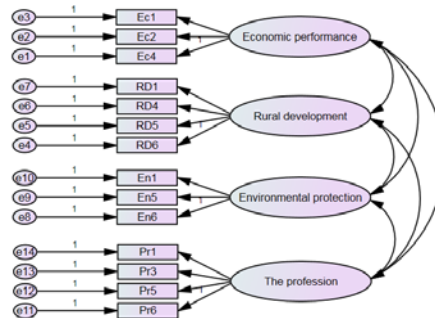 e3 1 Ec1
e2 1 Ec2 Economic performance
e1 1 Ec4 1
e7 1 RD1
e6 1 RD4 Rural development
e5 1 RD5 1
e4 1 RD6
e10 1 En1
e9 1 En5 1 Environmental protection
e8 1 En6
e14 1 Pr1
e13 1 Pr3 The profession
e12 1 Pr5 1
e11 1 Pr6